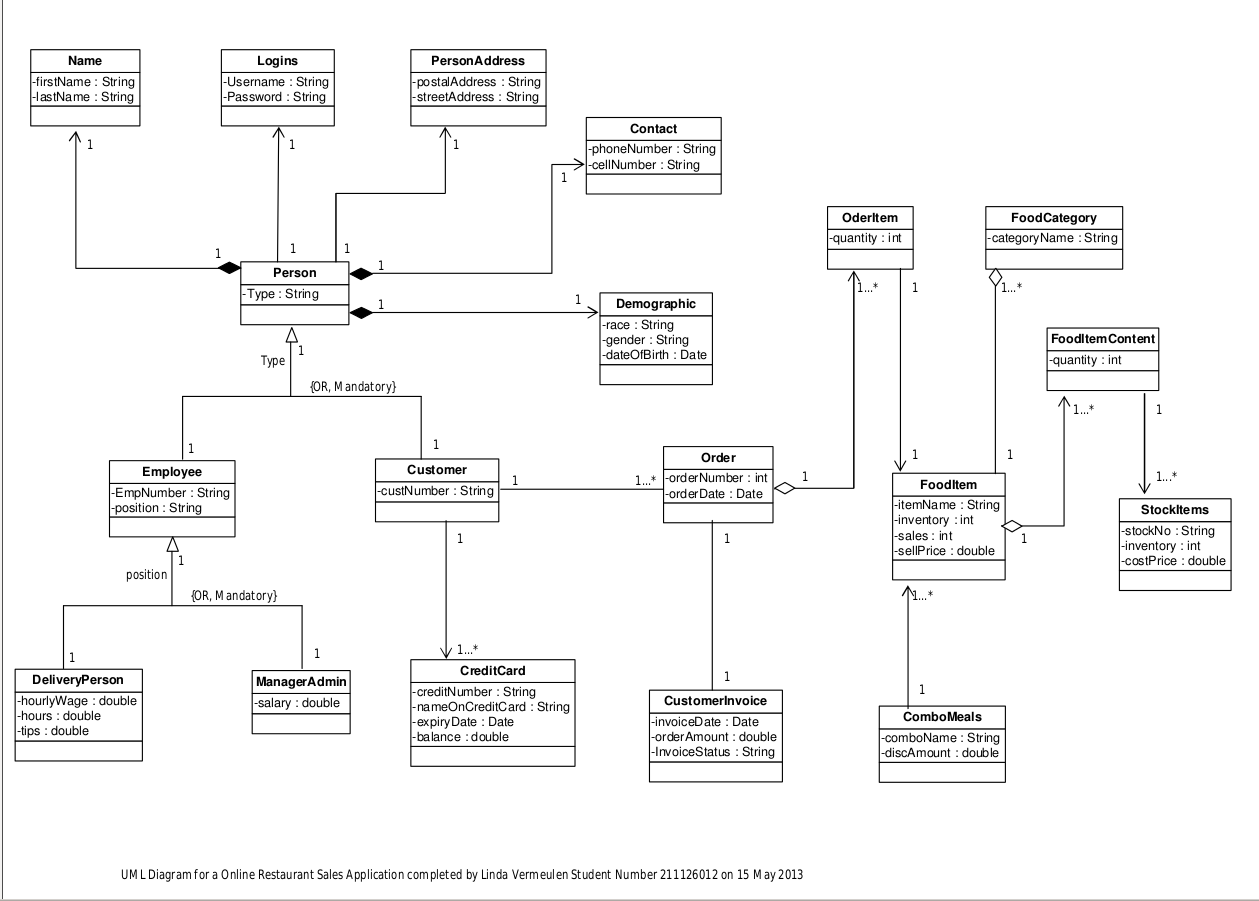 Name
-firstName : String
-lastName : String
Logins
-Username : String
-Password : String
PersonAddress
-postalAddress : String
-streetAddress : String
Contact
-phoneNumber : String
-cellNumber : String
1
1
1
1
OderItem
-quantity : int
FoodCategory
-categoryName : String
1
1
1
1
Person
-Type : String
1
1
Demographic
-race : String
-gender : String
-dateOfBirth : Date
1...*
1
1...*
FoodItemContent
-quantity : int
1
Type
{OR, Mandatory}
1...*
1
1
1
Employee
-EmpNumber : String
-position : String
Customer
-custNumber : String
1
1...*
Order
-orderNumber : int
-orderDate : Date
1
1
1
FoodItem
-itemName : String
-inventory : int
-sales : int
-sellPrice : double
1
1...*
StockItems
-stockNo : String
-inventory : int
-costPrice : double
1
position
{OR, Mandatory}
1
1
1...*
1
1
DeliveryPerson
-hourlyWage : double
-hours : double
-tips : double
ManagerAdmin
-salary : double
1...*
CreditCard
-creditNumber : String
-nameOnCreditCard : String
-expiryDate : Date
-balance : double
1
CustomerInvoice
-invoiceDate : Date
-orderAmount : double
-InvoiceStatus : String
1
ComboMeals
-comboName : String
-discAmount : double
UML Diagram for a Online Restaurant Sales Application completed by Linda Vermeulen Student Number 211126012 on 15 May 2013